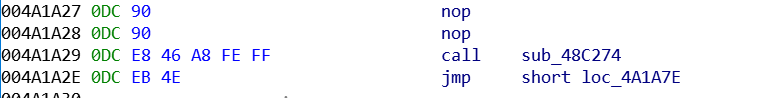 004A1A27 0DC 90 nop
004A1A28 0DC 90 nop
004A1A29 0DC E8 46 A8 FE FF call sub_48C274
004A1A2E 0DC EB 4E jmp short loc_4A1A7E